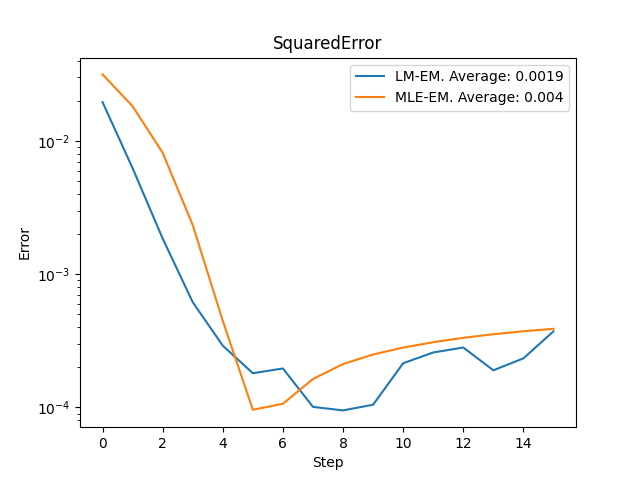 SquaredError
LM-EM. Average: 0.0019
MLE-EM. Average: 0.004
Error
10⁻²
10⁻³
10⁻⁴
0 2 4 6 8 10 12 14
Step